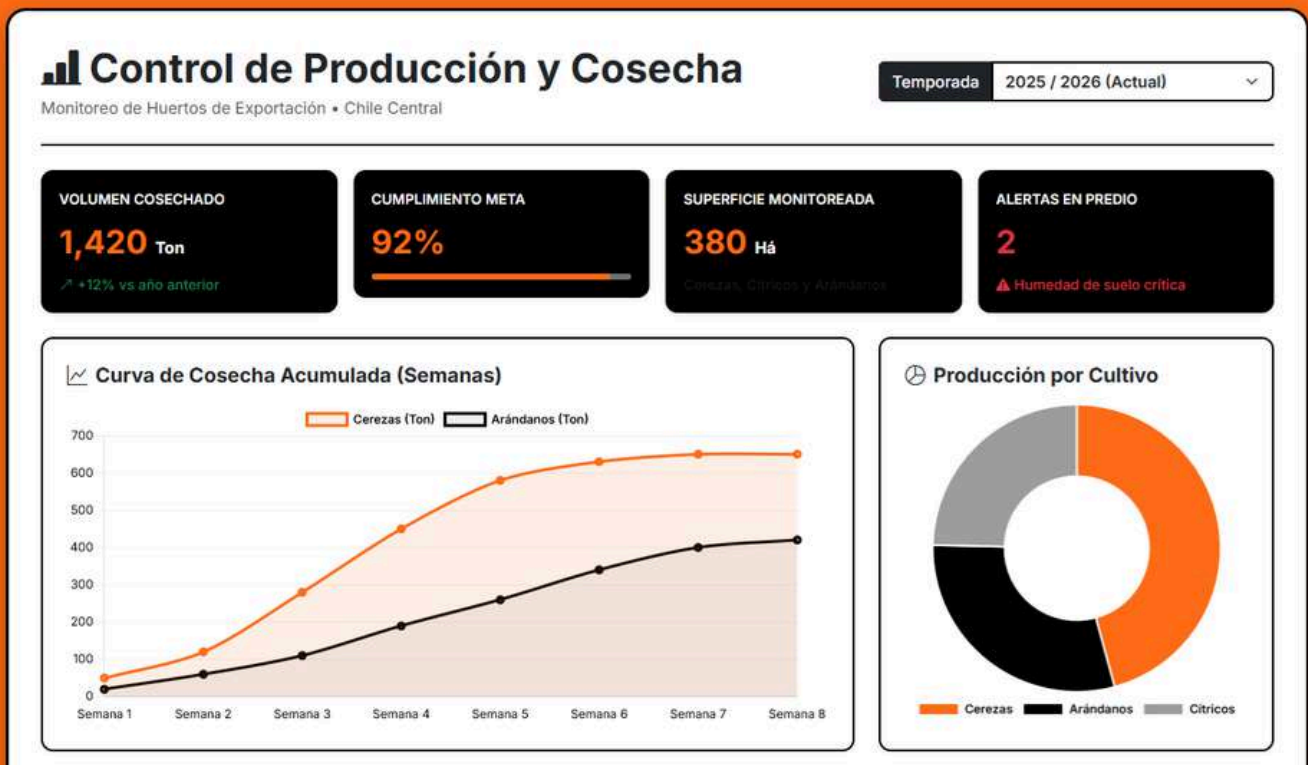 Control de Producción y Cosecha
Monitoreo de Huertos de Exportación • Chile Central
Temporada 2025 / 2026 (Actual)
VOLUMEN COSECHADO
1,420 Ton
+12% vs año anterior
CUMPLIMIENTO META
92%
SUPERFICIE MONITOREADA
380 Há
Cerezas, Cítricos y Arándanos
ALERTAS EN PREDIO
2
Humedad de suelo crítica
Curva de Cosecha Acumulada (Semanas)
Cerezas (Ton) Arándanos (Ton)
700
600
500
400
300
200
100
0
Semana 1 Semana 2 Semana 3 Semana 4 Semana 5 Semana 6 Semana 7 Semana 8
Producción por Cultivo
Cerezas Arándanos Cítricos